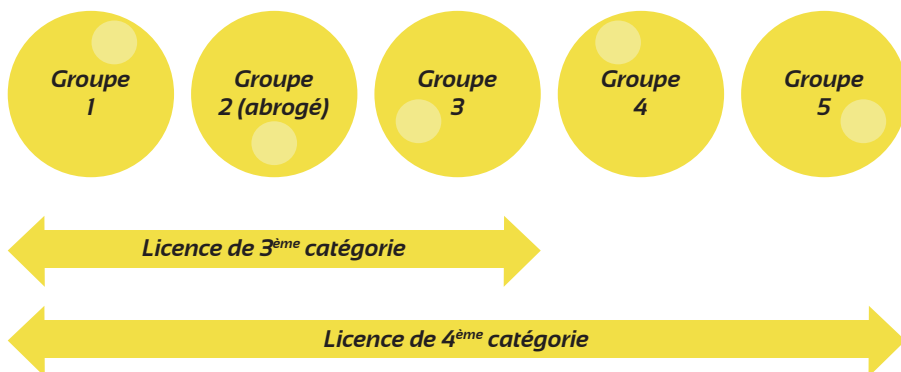 Groupe
1
Groupe
2 (abrogé)
Groupe
3
Groupe
4
Groupe
5
Licence de 3ème catégorie
Licence de 4ème catégorie